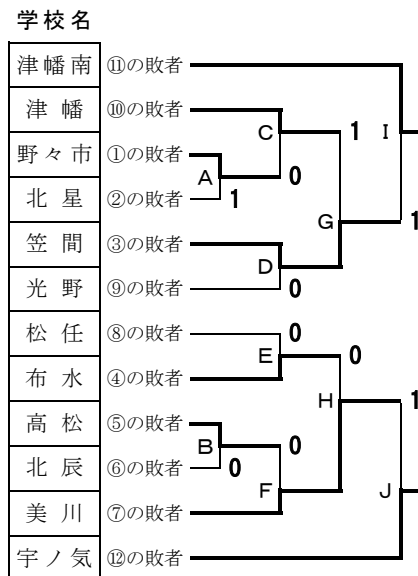 学校名
津幡南 ⑪の敗者
津幡 ⑩の敗者
C 1 I
野々市 ①の敗者
A 0
北星 ②の敗者 1
G 1
笠間 ③の敗者
D
光野 ⑨の敗者 0
松任 ⑧の敗者 0
E 0
布水 ④の敗者
H 1
高松 ⑤の敗者
B 0
北辰 ⑥の敗者 0
F J
美川 ⑦の敗者
宇ノ気 ⑫の敗者